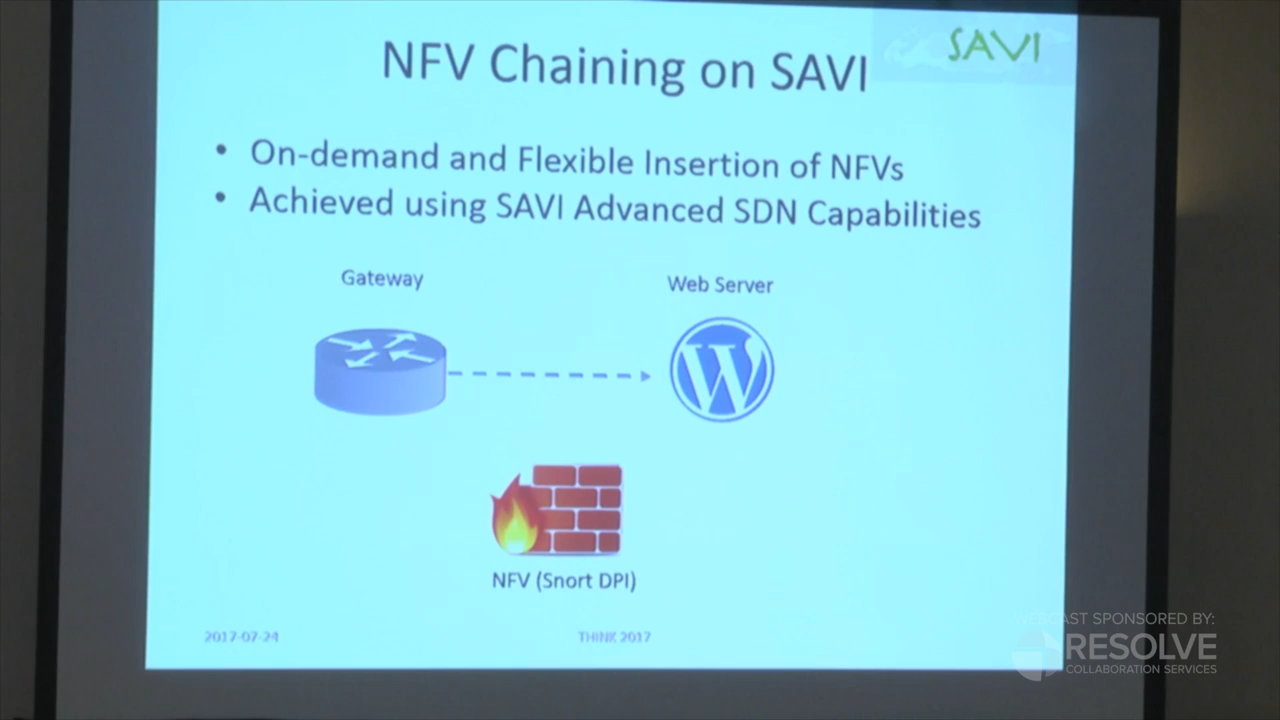 SAVI
NFV Chaining on SAVI
• On-demand and Flexible Insertion of NFVs
• Achieved using SAVI Advanced SDN Capabilities
Gateway
Web Server
W
NFV (Snort DPI)
2017-07-24
THINK 2017
WEBCAST SPONSORED BY:
RESOLVE
COLLABORATION SERVICES